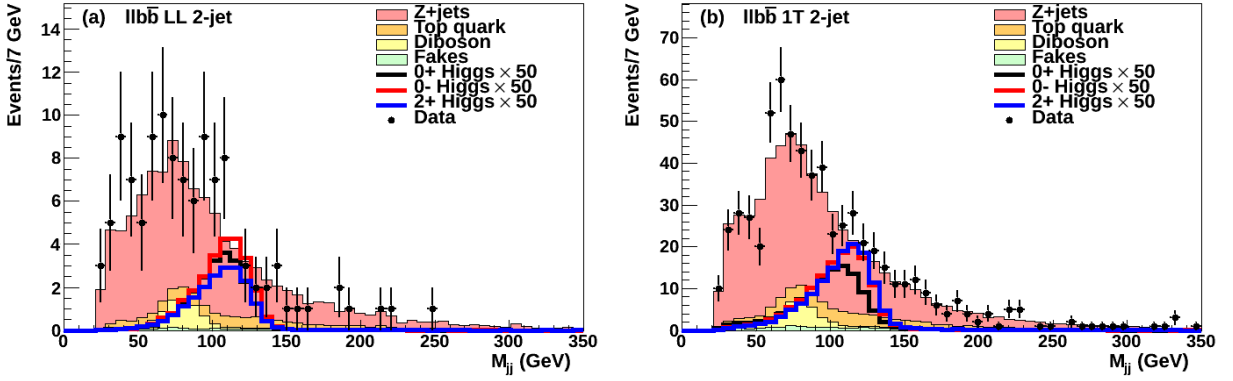 (a) llbb̅ LL 2-jet
Z+jets
Top quark
Diboson
Fakes
0+ Higgs × 50
0- Higgs × 50
2+ Higgs × 50
Data
Events/7 GeV
14
12
10
8
6
4
2
0
0 50 100 150 200 250 300 350
M_jj (GeV)
(b) llbb̅ 1T 2-jet
Z+jets
Top quark
Diboson
Fakes
0+ Higgs × 50
0- Higgs × 50
2+ Higgs × 50
Data
Events/7 GeV
70
60
50
40
30
20
10
0
0 50 100 150 200 250 300 350
M_jj (GeV)